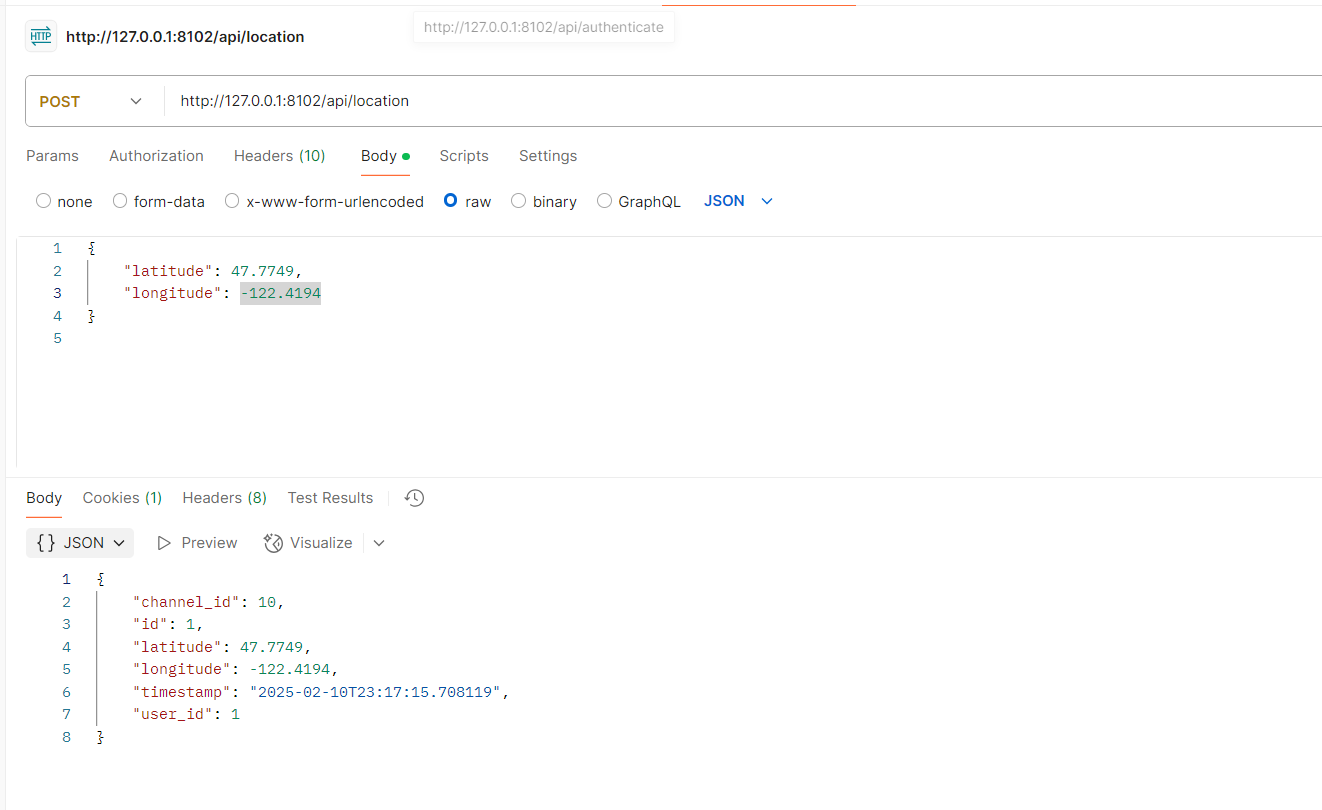 HTTP http://127.0.0.1:8102/api/location
http://127.0.0.1:8102/api/authenticate
POST http://127.0.0.1:8102/api/location
Params Authorization Headers (10) Body Scripts Settings
none form-data x-www-form-urlencoded raw binary GraphQL JSON
1 {
2 "latitude": 47.7749,
3 "longitude": -122.4194
4 }
5
Body Cookies (1) Headers (8) Test Results
{} JSON Preview Visualize
1 {
2 "channel_id": 10,
3 "id": 1,
4 "latitude": 47.7749,
5 "longitude": -122.4194,
6 "timestamp": "2025-02-10T23:17:15.708119",
7 "user_id": 1
8 }